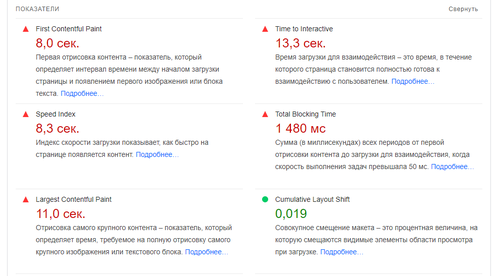 ПОКАЗАТЕЛИ
Свернуть
First Contentful Paint
8,0 сек.
Первая отрисовка контента – показатель, который
определяет интервал времени между началом загрузки
страницы и появлением первого изображения или блока
текста. Подробнее…
Time to Interactive
13,3 сек.
Время загрузки для взаимодействия – это время, в течение
которого страница становится полностью готова к
взаимодействию с пользователем. Подробнее…
Speed Index
8,3 сек.
Индекс скорости загрузки показывает, как быстро на
странице появляется контент. Подробнее…
Total Blocking Time
1 480 мс
Сумма (в миллисекундах) всех периодов от первой
отрисовки контента до загрузки для взаимодействия, когда
скорость выполнения задач превышала 50 мс. Подробнее…
Largest Contentful Paint
11,0 сек.
Отрисовка самого крупного контента – показатель, который
определяет время, требуемое на полную отрисовку самого
крупного изображения или текстового блока. Подробнее…
Cumulative Layout Shift
0,019
Совокупное смещение макета – это процентная величина, на
которую смещаются видимые элементы области просмотра
при загрузке. Подробнее…